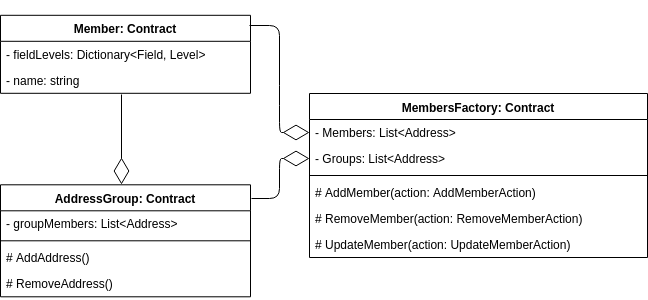 Member: Contract
- fieldLevels: Dictionary<Field, Level>
- name: string
MembersFactory: Contract
- Members: List<Address>
- Groups: List<Address>
# AddMember(action: AddMemberAction)
# RemoveMember(action: RemoveMemberAction)
# UpdateMember(action: UpdateMemberAction)
AddressGroup: Contract
- groupMembers: List<Address>
# AddAddress()
# RemoveAddress()